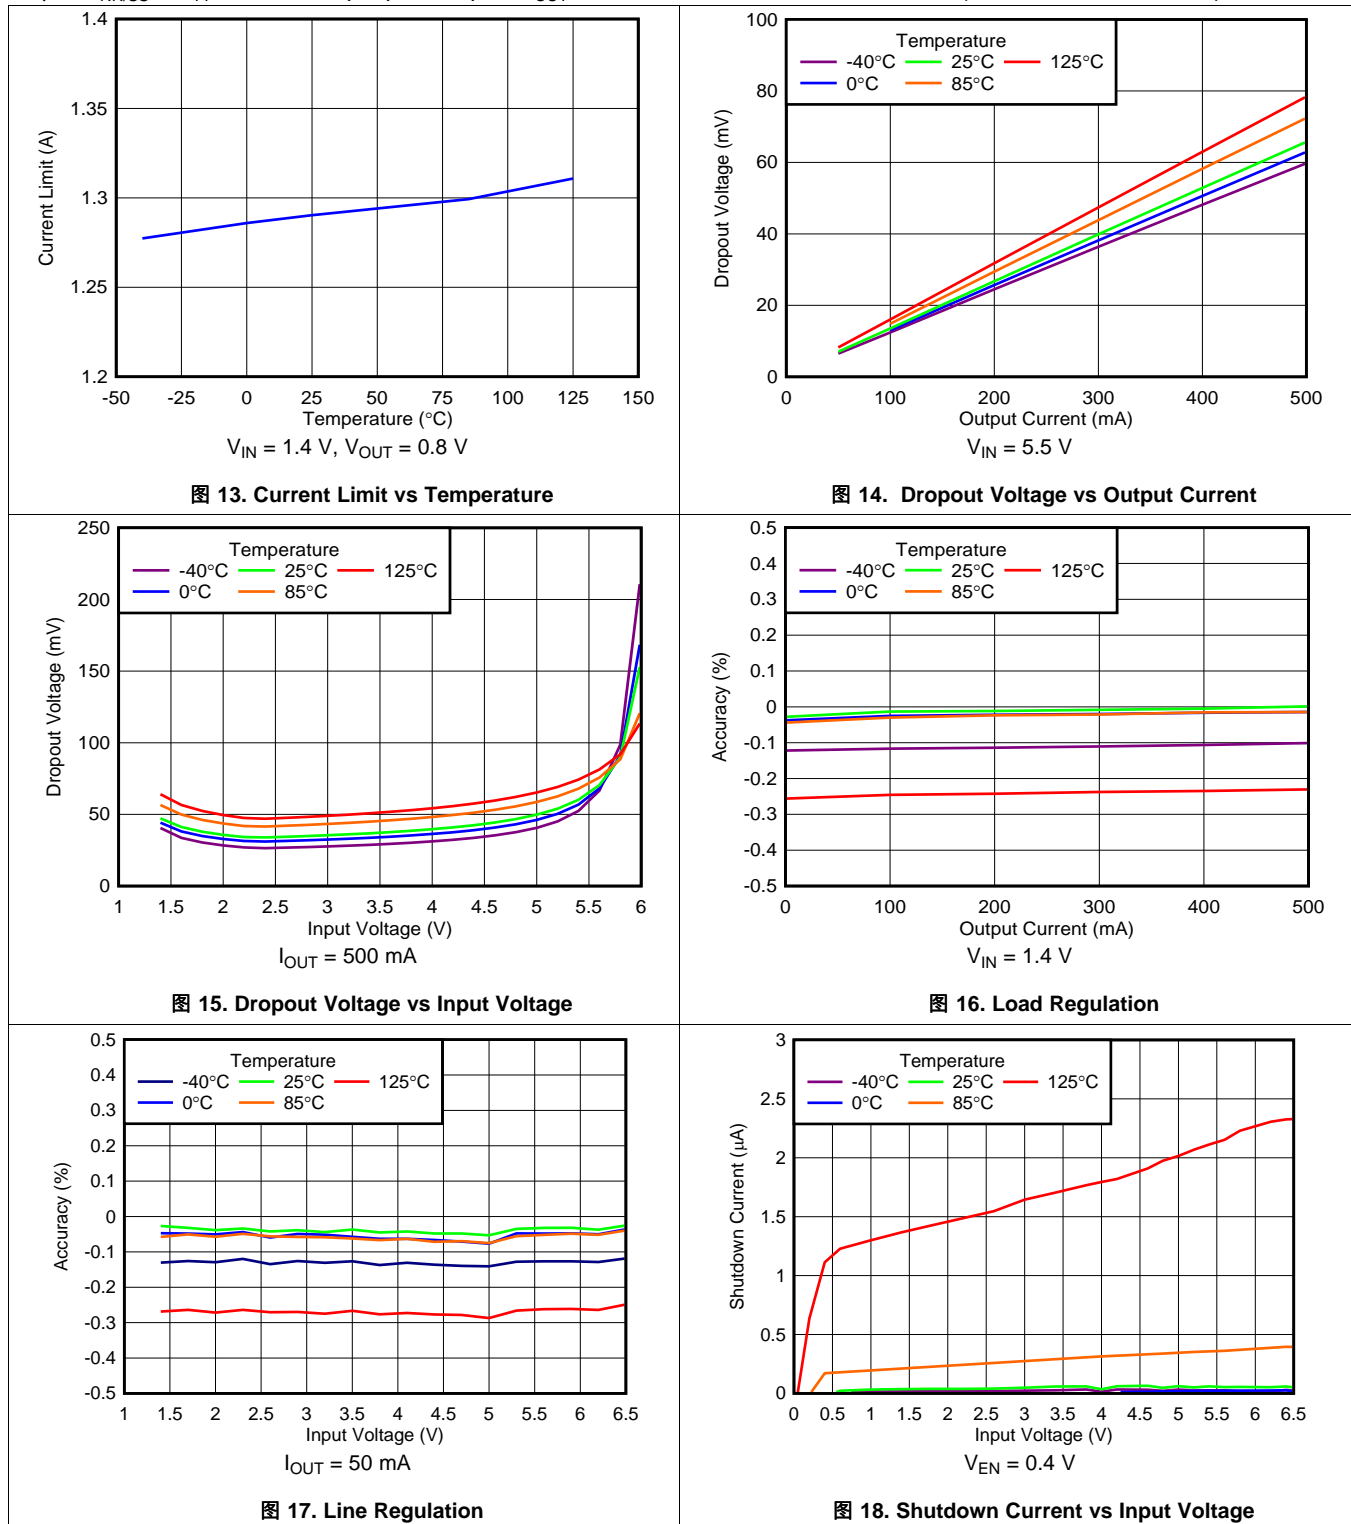 1.4
1.35
1.3
1.25
1.2
Current Limit (A)
-50 -25 0 25 50 75 100 125 150
Temperature (°C)
V_IN = 1.4 V, V_OUT = 0.8 V
图 13. Current Limit vs Temperature
100
80
60
40
20
0
Dropout Voltage (mV)
Temperature
-40°C 25°C 125°C
0°C 85°C
0 100 200 300 400 500
Output Current (mA)
V_IN = 5.5 V
图 14. Dropout Voltage vs Output Current
250
200
150
100
50
0
Dropout Voltage (mV)
Temperature
-40°C 25°C 125°C
0°C 85°C
1 1.5 2 2.5 3 3.5 4 4.5 5 5.5 6
Input Voltage (V)
I_OUT = 500 mA
图 15. Dropout Voltage vs Input Voltage
0.5
0.4
0.3
0.2
0.1
0
-0.1
-0.2
-0.3
-0.4
-0.5
Accuracy (%)
Temperature
-40°C 25°C 125°C
0°C 85°C
0 100 200 300 400 500
Output Current (mA)
V_IN = 1.4 V
图 16. Load Regulation
0.5
0.4
0.3
0.2
0.1
0
-0.1
-0.2
-0.3
-0.4
-0.5
Accuracy (%)
Temperature
-40°C 25°C 125°C
0°C 85°C
1 1.5 2 2.5 3 3.5 4 4.5 5 5.5 6 6.5
Input Voltage (V)
I_OUT = 50 mA
图 17. Line Regulation
3
2.5
2
1.5
1
0.5
0
Shutdown Current (μA)
Temperature
-40°C 25°C 125°C
0°C 85°C
0 0.5 1 1.5 2 2.5 3 3.5 4 4.5 5 5.5 6 6.5
Input Voltage (V)
V_EN = 0.4 V
图 18. Shutdown Current vs Input Voltage